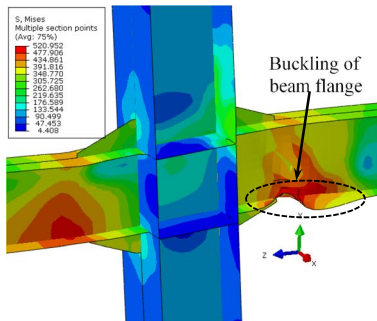 S, Mises
Multiple section points
(Avg: 75%)
520.952
477.906
434.861
391.816
348.770
305.725
262.680
219.635
176.589
133.544
90.499
47.453
4.408
Buckling of
beam flange
Y
Z
X